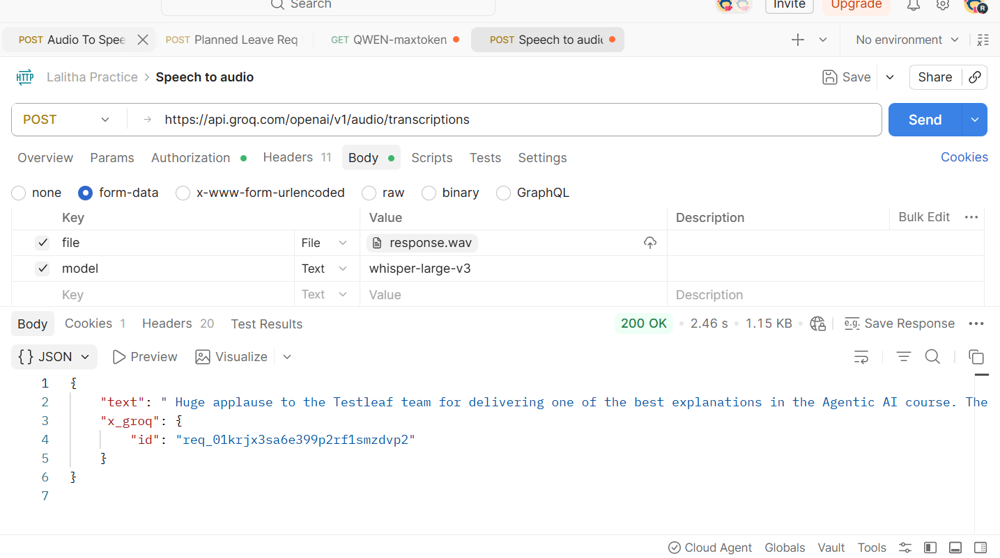 Search
Invite
Upgrade
R
POST Audio To Spee
POST Planned Leave Req
GET QWEN-maxtoken
POST Speech to audio
No environment
HTTP Lalitha Practice > Speech to audio
Save
Share
POST
https://api.groq.com/openai/v1/audio/transcriptions
Send
Overview Params Authorization Headers 11 Body Scripts Tests Settings Cookies
none form-data x-www-form-urlencoded raw binary GraphQL
Key Value Description Bulk Edit
file File response.wav
model Text whisper-large-v3
Key Text Value Description
Body Cookies 1 Headers 20 Test Results 200 OK 2.46 s 1.15 KB e.g. Save Response
{} JSON Preview Visualize
1 {
2 "text": " Huge applause to the Testleaf team for delivering one of the best explanations in the Agentic AI course. The
3 "x_groq": {
4 "id": "req_01krjx3sa6e399p2rf1smzdvp2"
5 }
6 }
7
Cloud Agent Globals Vault Tools